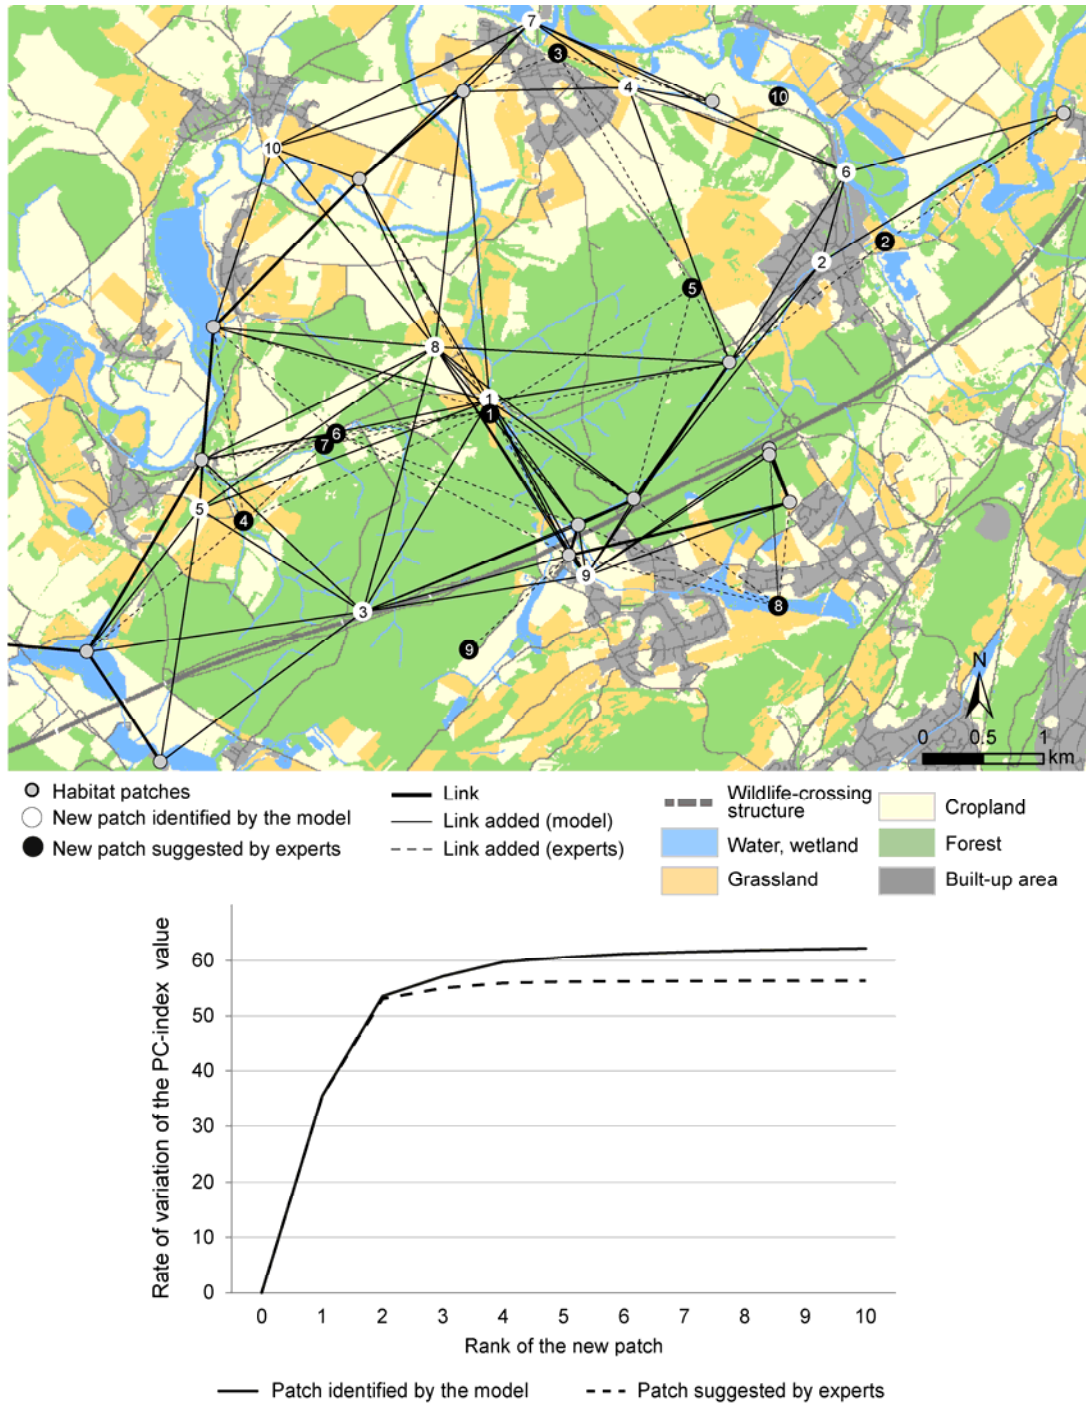 7
3
4
10
10
6
2
2
5
8
1
1
6
7
5
4
9
3
8
9
N
0 0.5 1
km
Habitat patches
New patch identified by the model
New patch suggested by experts
Link
Link added (model)
Link added (experts)
Wildlife-crossing
structure
Water, wetland
Grassland
Cropland
Forest
Built-up area
Rate of variation of the PC-index value
60
50
40
30
20
10
0
0 1 2 3 4 5 6 7 8 9 10
Rank of the new patch
Patch identified by the model
Patch suggested by experts